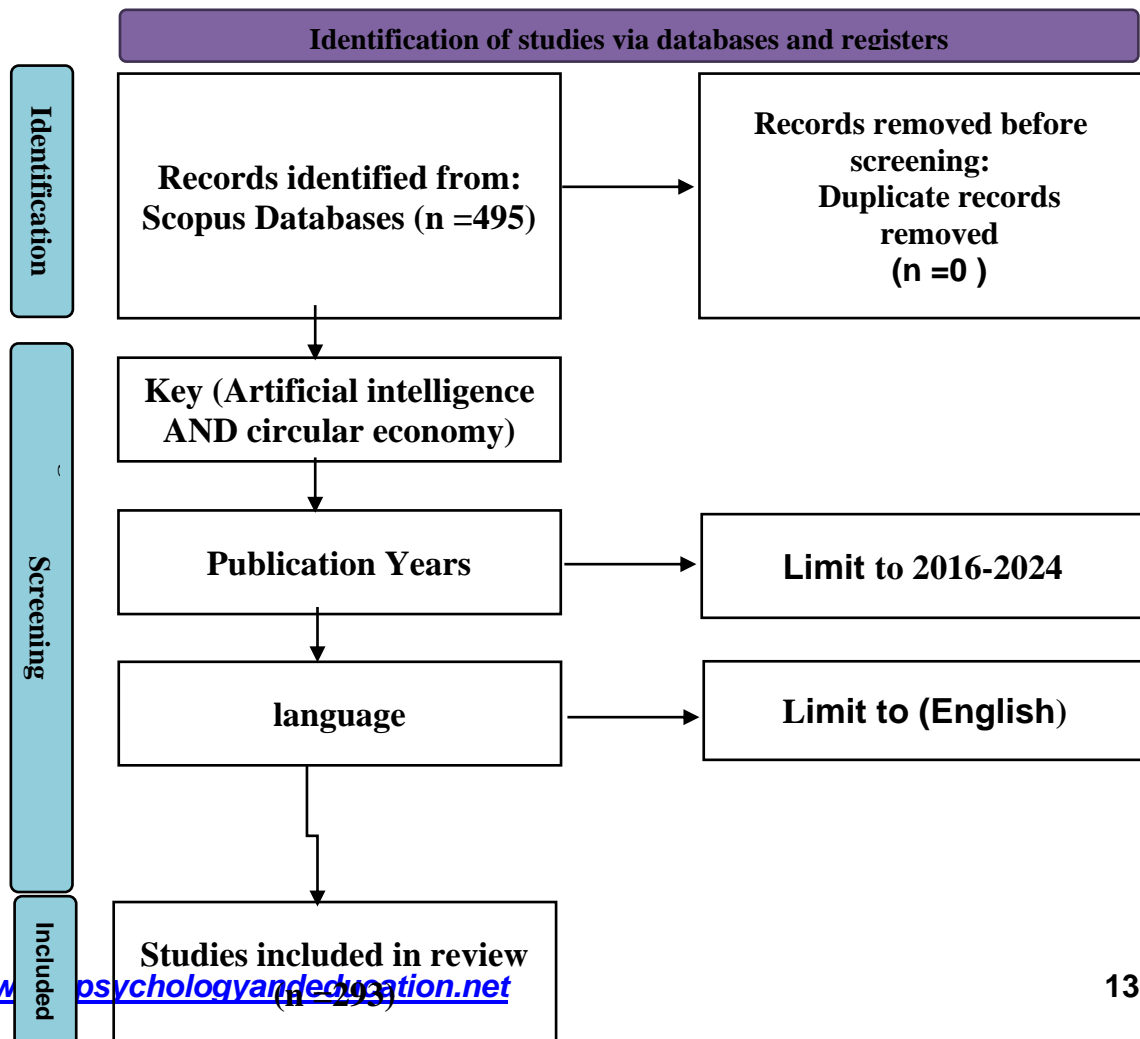 Identification of studies via databases and registers
Identification
Records identified from:
Scopus Databases (n =495)
Records removed before
screening:
Duplicate records
removed
(n =0 )
Screening
Key (Artificial intelligence
AND circular economy)
Publication Years
Limit to 2016-2024
language
Limit to (English)
Included
Studies included in review
(n =293)
psychologyandeducation.net
13